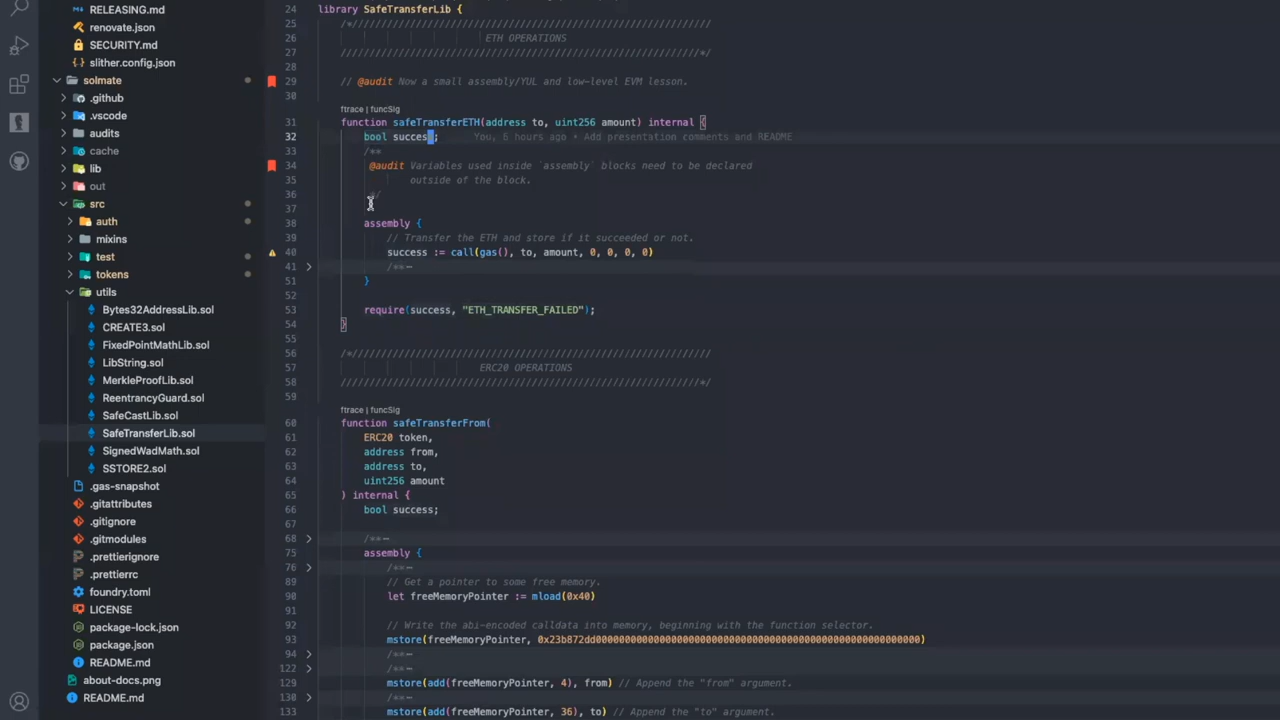 RELEASING.md
renovate.json
SECURITY.md
slither.config.json
solmate
.github
.vscode
audits
cache
lib
out
src
auth
mixins
test
tokens
utils
Bytes32AddressLib.sol
CREATE3.sol
FixedPointMathLib.sol
LibString.sol
MerkleProofLib.sol
ReentrancyGuard.sol
SafeCastLib.sol
SafeTransferLib.sol
SignedWadMath.sol
SSTORE2.sol
.gas-snapshot
.gitattributes
.gitignore
.gitmodules
.prettierignore
.prettierrc
foundry.toml
LICENSE
package-lock.json
package.json
README.md
about-docs.png
README.md
24 library SafeTransferLib {
25 /*//////////////////////////////////////////////////////////////
26 ETH OPERATIONS
27 //////////////////////////////////////////////////////////////*/
28
29 // @audit Now a small assembly/YUL and low-level EVM lesson.
30
ftrace | funcSig
31 function safeTransferETH(address to, uint256 amount) internal {
32 bool success; You, 6 hours ago • Add presentation comments and README
33 /**
34 @audit Variables used inside `assembly` blocks need to be declared
35 outside of the block.
36 */
37
38 assembly {
39 // Transfer the ETH and store if it succeeded or not.
40 success := call(gas(), to, amount, 0, 0, 0, 0)
41 /**
51 }
52
53 require(success, "ETH_TRANSFER_FAILED");
54 }
55
56 /*//////////////////////////////////////////////////////////////
57 ERC20 OPERATIONS
58 //////////////////////////////////////////////////////////////*/
59
ftrace | funcSig
60 function safeTransferFrom(
61 ERC20 token,
62 address from,
63 address to,
64 uint256 amount
65 ) internal {
66 bool success;
67
68 /**
75 assembly {
76 /**
89 // Get a pointer to some free memory.
90 let freeMemoryPointer := mload(0x40)
91
92 // Write the abi-encoded calldata into memory, beginning with the function selector.
93 mstore(freeMemoryPointer, 0x23b872dd00000000000000000000000000000000000000000000000000000000)
94 /**
122 /**
129 mstore(add(freeMemoryPointer, 4), from) // Append the "from" argument.
130 /**
133 mstore(add(freeMemoryPointer, 36), to) // Append the "to" argument.